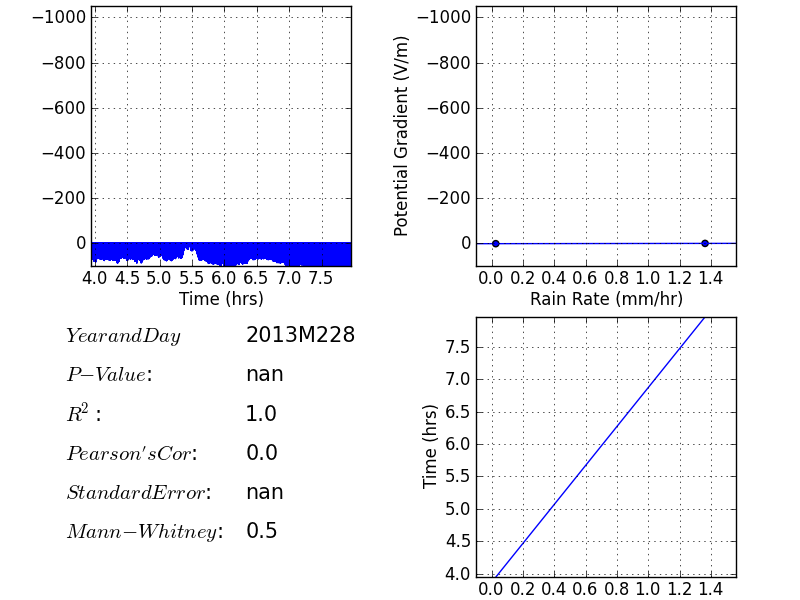 −1000
−800
−600
−400
−200
0
4.0 4.5 5.0 5.5 6.0 6.5 7.0 7.5
Time (hrs)
Potential Gradient (V/m)
−1000
−800
−600
−400
−200
0
0.0 0.2 0.4 0.6 0.8 1.0 1.2 1.4
Rain Rate (mm/hr)
YearandDay 2013M228
P−Value: nan
R² : 1.0
Pearson'sCor: 0.0
StandardError: nan
Mann−Whitney: 0.5
Time (hrs)
7.5
7.0
6.5
6.0
5.5
5.0
4.5
4.0
0.0 0.2 0.4 0.6 0.8 1.0 1.2 1.4